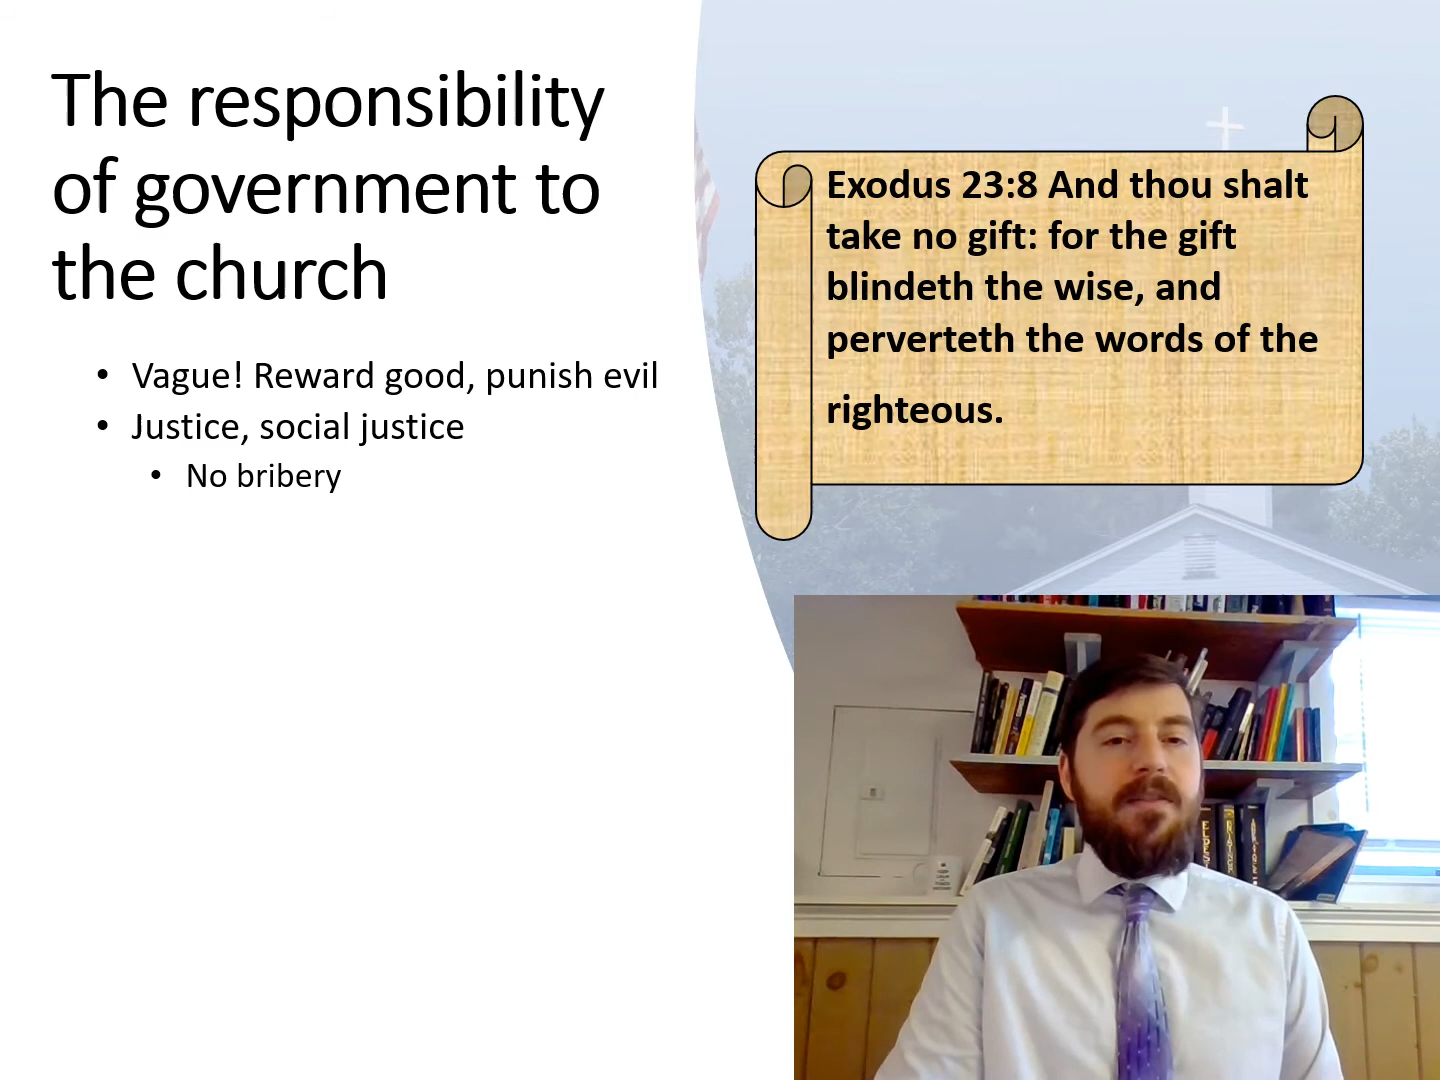 The responsibility
of government to
the church
• Vague! Reward good, punish evil
• Justice, social justice
• No bribery
Exodus 23:8 And thou shalt
take no gift: for the gift
blindeth the wise, and
perverteth the words of the
righteous.